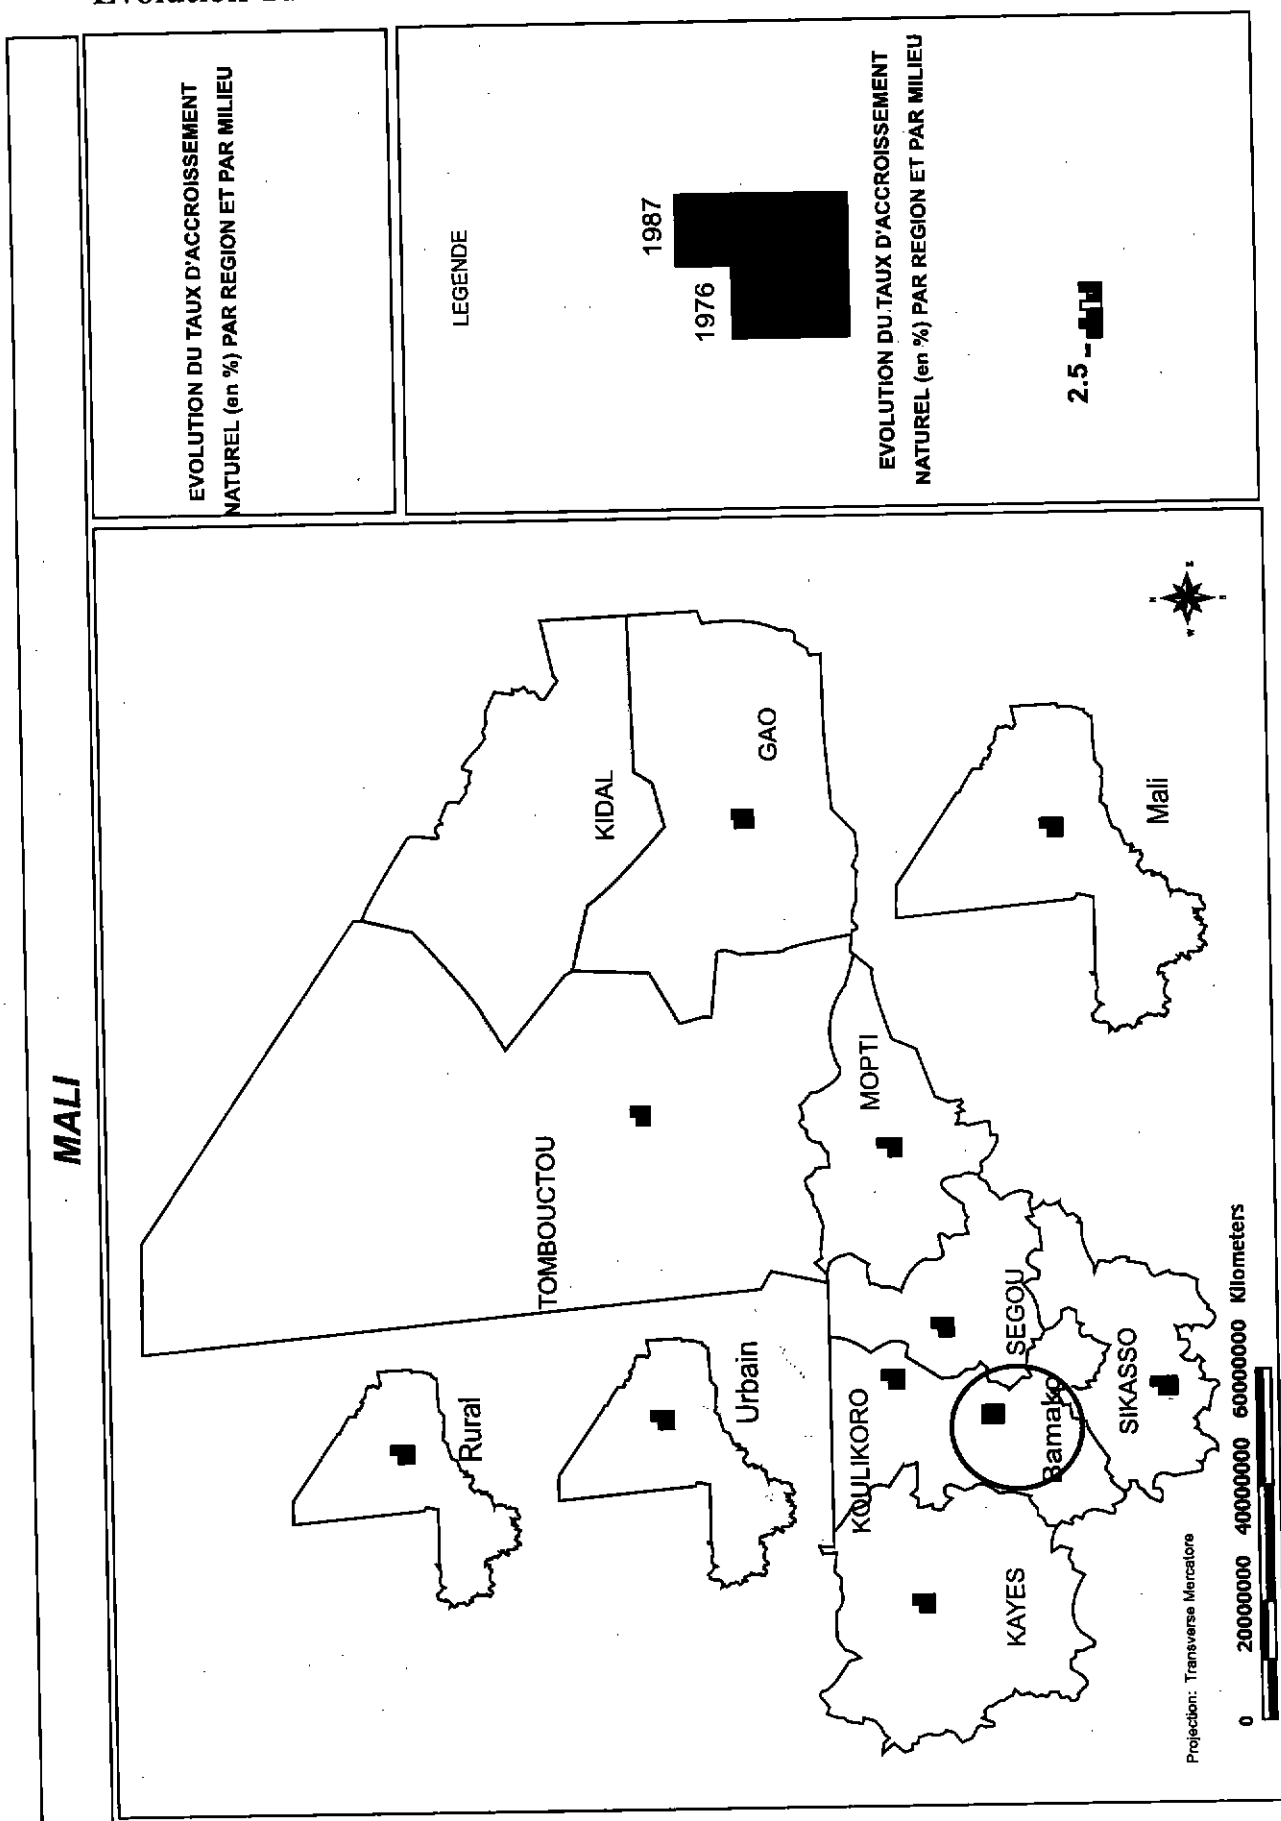 MALI
EVOLUTION DU TAUX D'ACCROISSEMENT
NATUREL (en %) PAR REGION ET PAR MILIEU
LEGENDE
1976
1987
EVOLUTION DU TAUX D'ACCROISSEMENT
NATUREL (en %) PAR REGION ET PAR MILIEU
2.5
Rural
Urbain
TOMBOUCTOU
KIDAL
GAO
MOPTI
KOULIKORO
SEGOU
KAYES
Bamako
SIKASSO
Mali
W
E
Projection: Transverse Mercatore
0 20000000 40000000 60000000 Kilometers